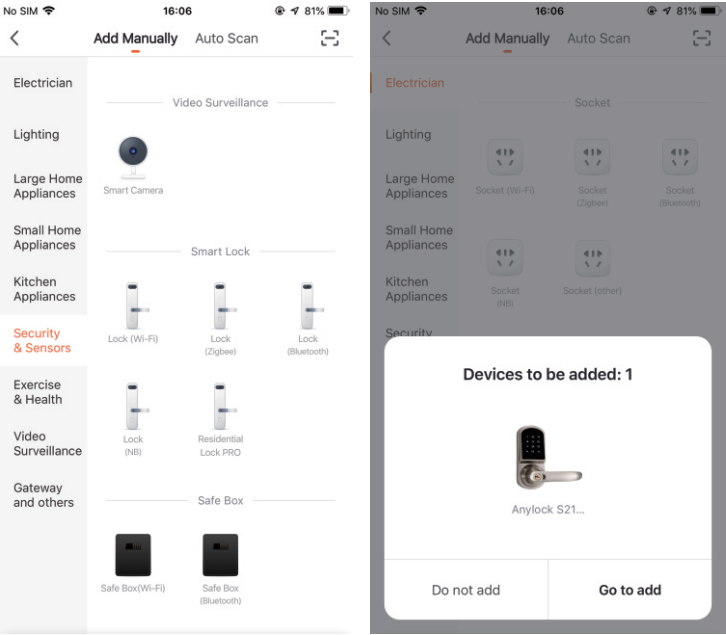 No SIM 16:06 81%
Add Manually Auto Scan
Electrician
Lighting
Large Home
Appliances
Small Home
Appliances
Kitchen
Appliances
Security
& Sensors
Exercise
& Health
Video
Surveillance
Gateway
and others
Video Surveillance
Smart Camera
Smart Lock
Lock (Wi-Fi)
Lock
(Zigbee)
Lock
(Bluetooth)
Lock
(NB)
Residential
Lock PRO
Safe Box
Safe Box(Wi-Fi)
Safe Box
(Bluetooth)
No SIM 16:06 81%
Add Manually Auto Scan
Electrician
Lighting
Large Home
Appliances
Small Home
Appliances
Kitchen
Appliances
Security
Socket
Socket (Wi-Fi)
Socket
(Zigbee)
Socket
(Bluetooth)
Socket
(NB)
Socket (other)
Devices to be added: 1
Anylock S21...
Do not add Go to add